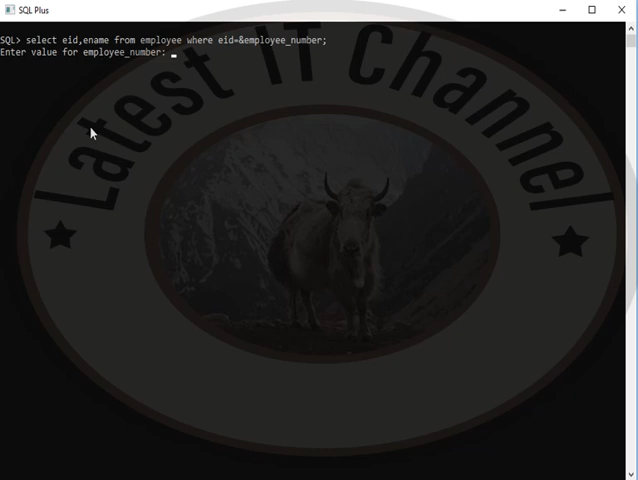 SQL Plus
SQL> select eid,ename from employee where eid=&employee_number;
Enter value for employee_number:
Latest IT Channel